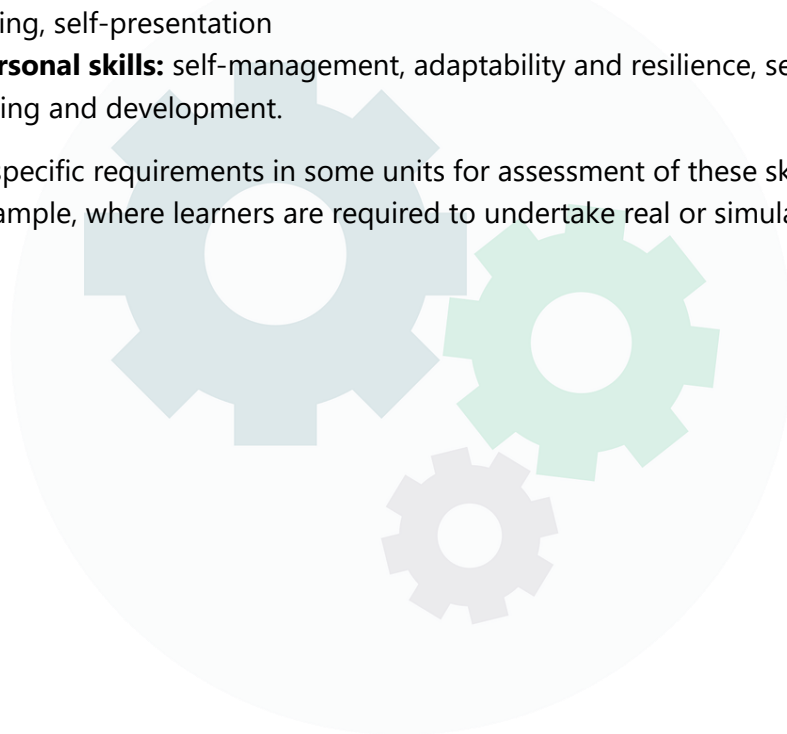 ing, self-presentation
rsonal skills: self-management, adaptability and resilience, se
ing and development.
specific requirements in some units for assessment of these sk
ample, where learners are required to undertake real or simula